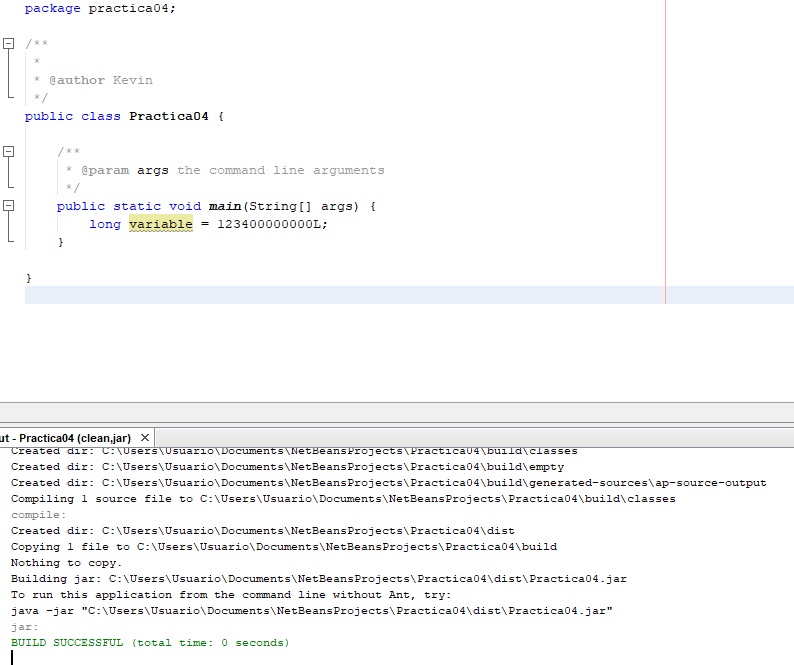 package practica04;
/**
*
* @author Kevin
*/
public class Practica04 {
/**
* @param args the command line arguments
*/
public static void main(String[] args) {
long variable = 123400000000L;
}
}
ut - Practica04 (clean,jar) ✕
Created dir: C:\Users\Usuario\Documents\NetBeansProjects\Practica04\build\classes
Created dir: C:\Users\Usuario\Documents\NetBeansProjects\Practica04\build\empty
Created dir: C:\Users\Usuario\Documents\NetBeansProjects\Practica04\build\generated-sources\ap-source-output
Compiling 1 source file to C:\Users\Usuario\Documents\NetBeansProjects\Practica04\build\classes
compile:
Created dir: C:\Users\Usuario\Documents\NetBeansProjects\Practica04\dist
Copying 1 file to C:\Users\Usuario\Documents\NetBeansProjects\Practica04\build
Nothing to copy.
Building jar: C:\Users\Usuario\Documents\NetBeansProjects\Practica04\dist\Practica04.jar
To run this application from the command line without Ant, try:
java -jar "C:\Users\Usuario\Documents\NetBeansProjects\Practica04\dist\Practica04.jar"
jar:
BUILD SUCCESSFUL (total time: 0 seconds)